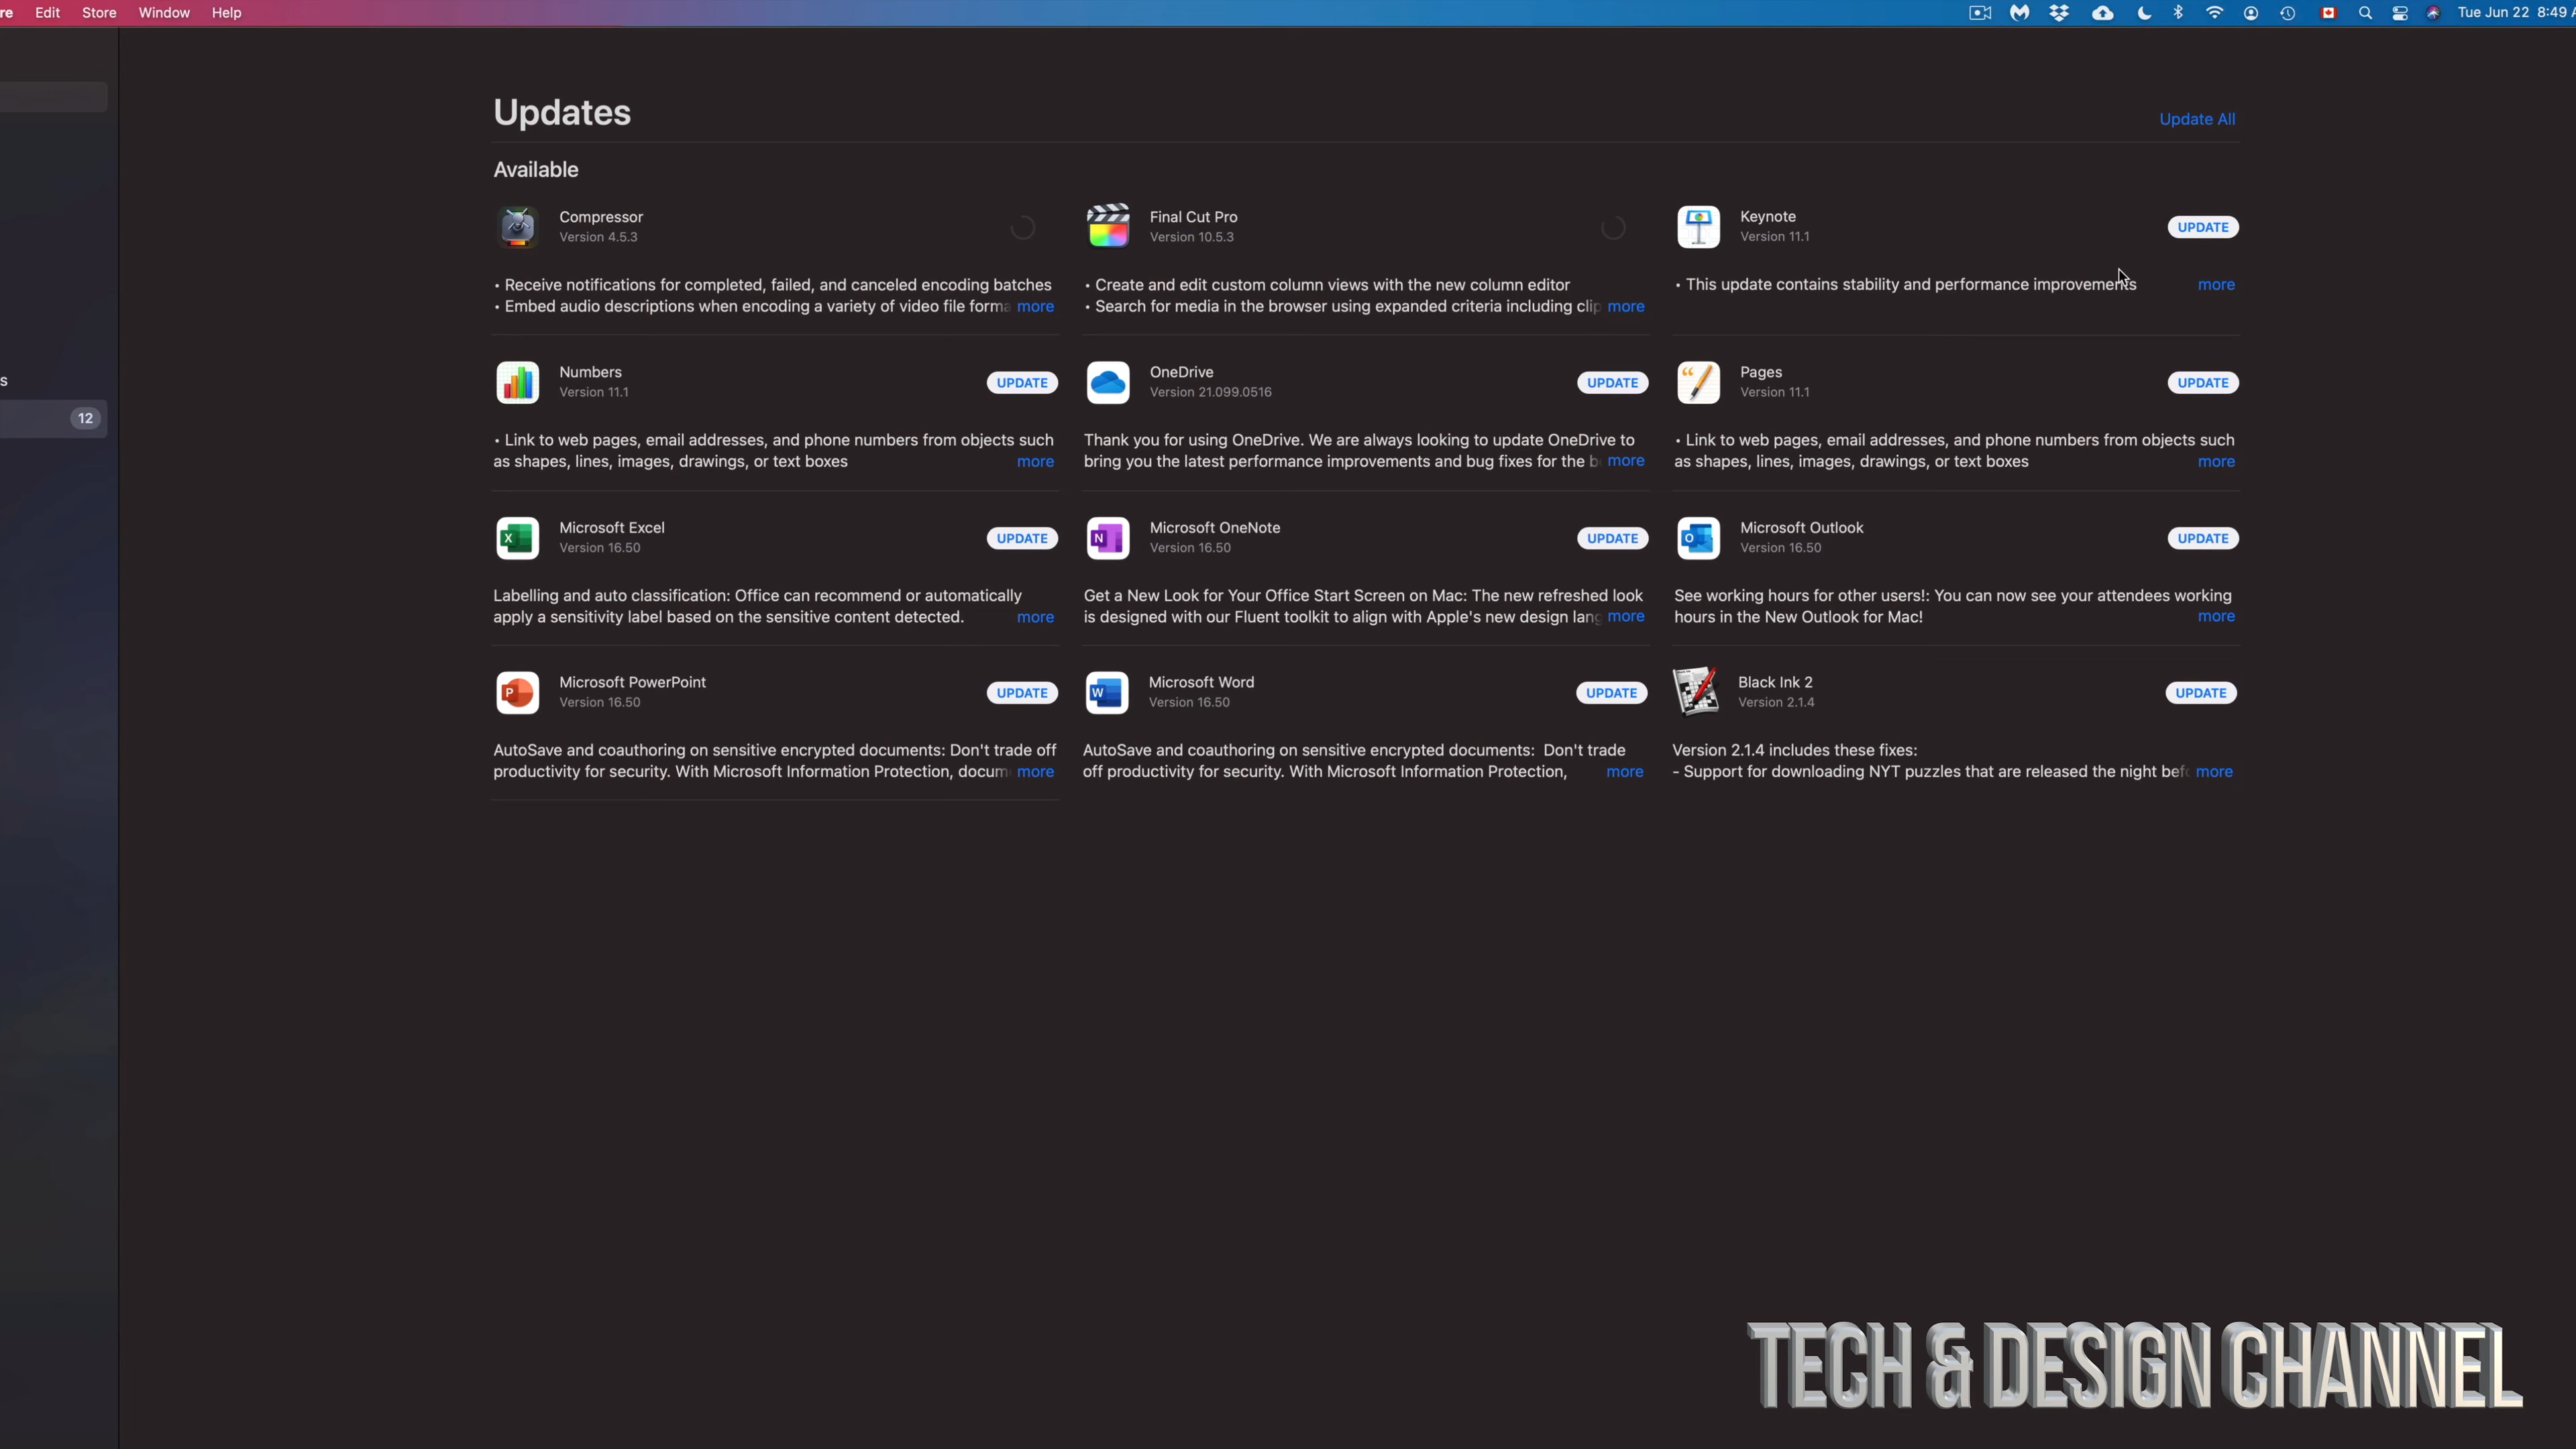 re Edit Store Window Help Tue Jun 22 8:49 A
Updates
Update All
Available
Compressor
Version 4.5.3
• Receive notifications for completed, failed, and canceled encoding batches
• Embed audio descriptions when encoding a variety of video file forma more
Final Cut Pro
Version 10.5.3
• Create and edit custom column views with the new column editor
• Search for media in the browser using expanded criteria including clip more
Keynote
Version 11.1
UPDATE
• This update contains stability and performance improvements more
Numbers
Version 11.1
UPDATE
• Link to web pages, email addresses, and phone numbers from objects such
as shapes, lines, images, drawings, or text boxes more
OneDrive
Version 21.099.0516
UPDATE
Thank you for using OneDrive. We are always looking to update OneDrive to
bring you the latest performance improvements and bug fixes for the b more
Pages
Version 11.1
UPDATE
• Link to web pages, email addresses, and phone numbers from objects such
as shapes, lines, images, drawings, or text boxes more
s
12
Microsoft Excel
Version 16.50
UPDATE
Labelling and auto classification: Office can recommend or automatically
apply a sensitivity label based on the sensitive content detected. more
Microsoft OneNote
Version 16.50
UPDATE
Get a New Look for Your Office Start Screen on Mac: The new refreshed look
is designed with our Fluent toolkit to align with Apple's new design lang more
Microsoft Outlook
Version 16.50
UPDATE
See working hours for other users!: You can now see your attendees working
hours in the New Outlook for Mac! more
Microsoft PowerPoint
Version 16.50
UPDATE
AutoSave and coauthoring on sensitive encrypted documents: Don't trade off
productivity for security. With Microsoft Information Protection, docum more
Microsoft Word
Version 16.50
UPDATE
AutoSave and coauthoring on sensitive encrypted documents: Don't trade
off productivity for security. With Microsoft Information Protection, more
Black Ink 2
Version 2.1.4
UPDATE
Version 2.1.4 includes these fixes:
- Support for downloading NYT puzzles that are released the night bef more
TECH & DESIGN CHANNEL